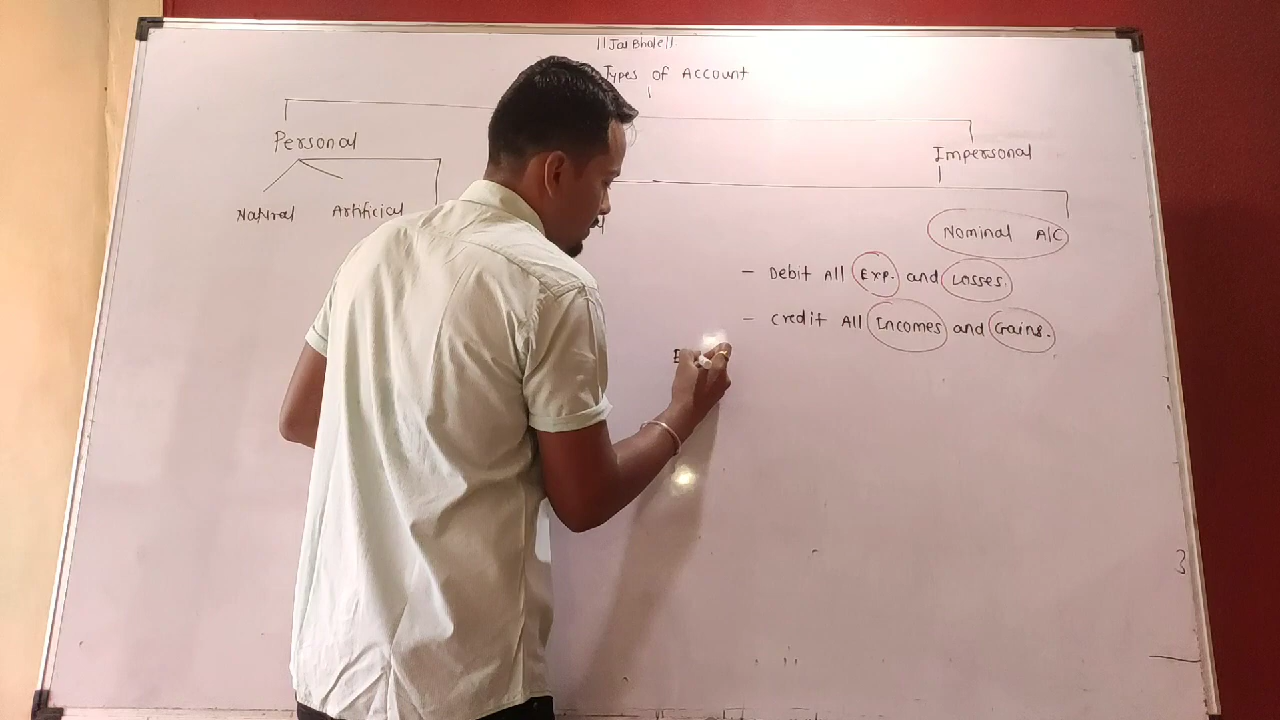 ||Jai Bhole||
Types of Account
Personal
Impersonal
Natural Artificial
Nominal A/C
- Debit All Exp. and Losses.
- Credit All Incomes and Gains.
E
3